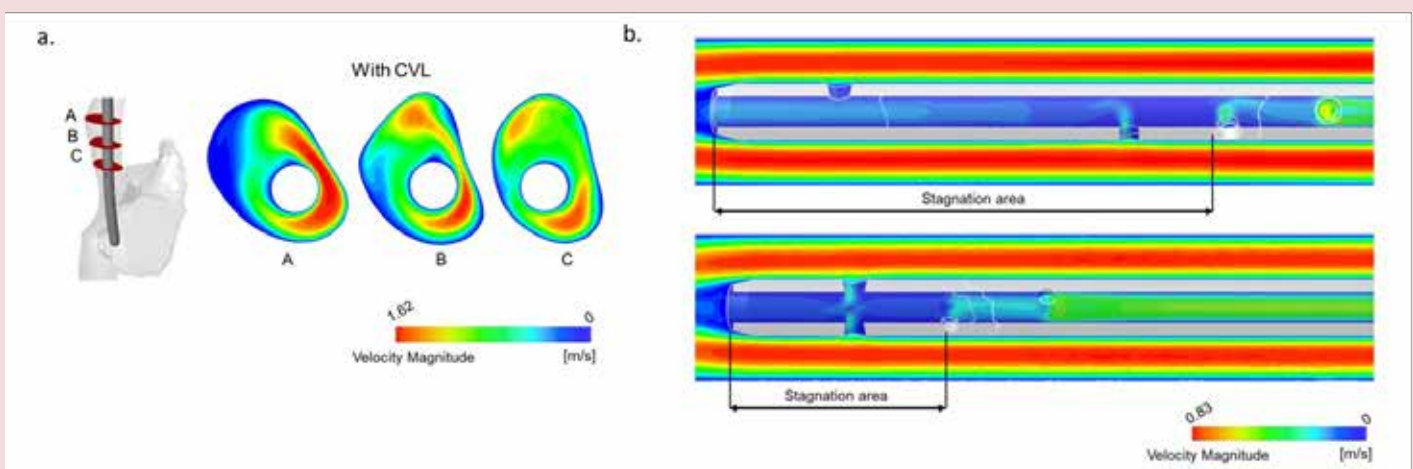 a.
With CVL
A
B
C
A
B
C
1.62
0
Velocity Magnitude
[m/s]
b.
Stagnation area
Stagnation area
0.83
0
Velocity Magnitude
[m/s]